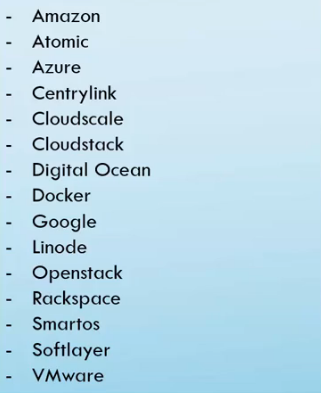 - Amazon
- Atomic
- Azure
- Centrylink
- Cloudscale
- Cloudstack
- Digital Ocean
- Docker
- Google
- Linode
- Openstack
- Rackspace
- Smartos
- Softlayer
- VMware